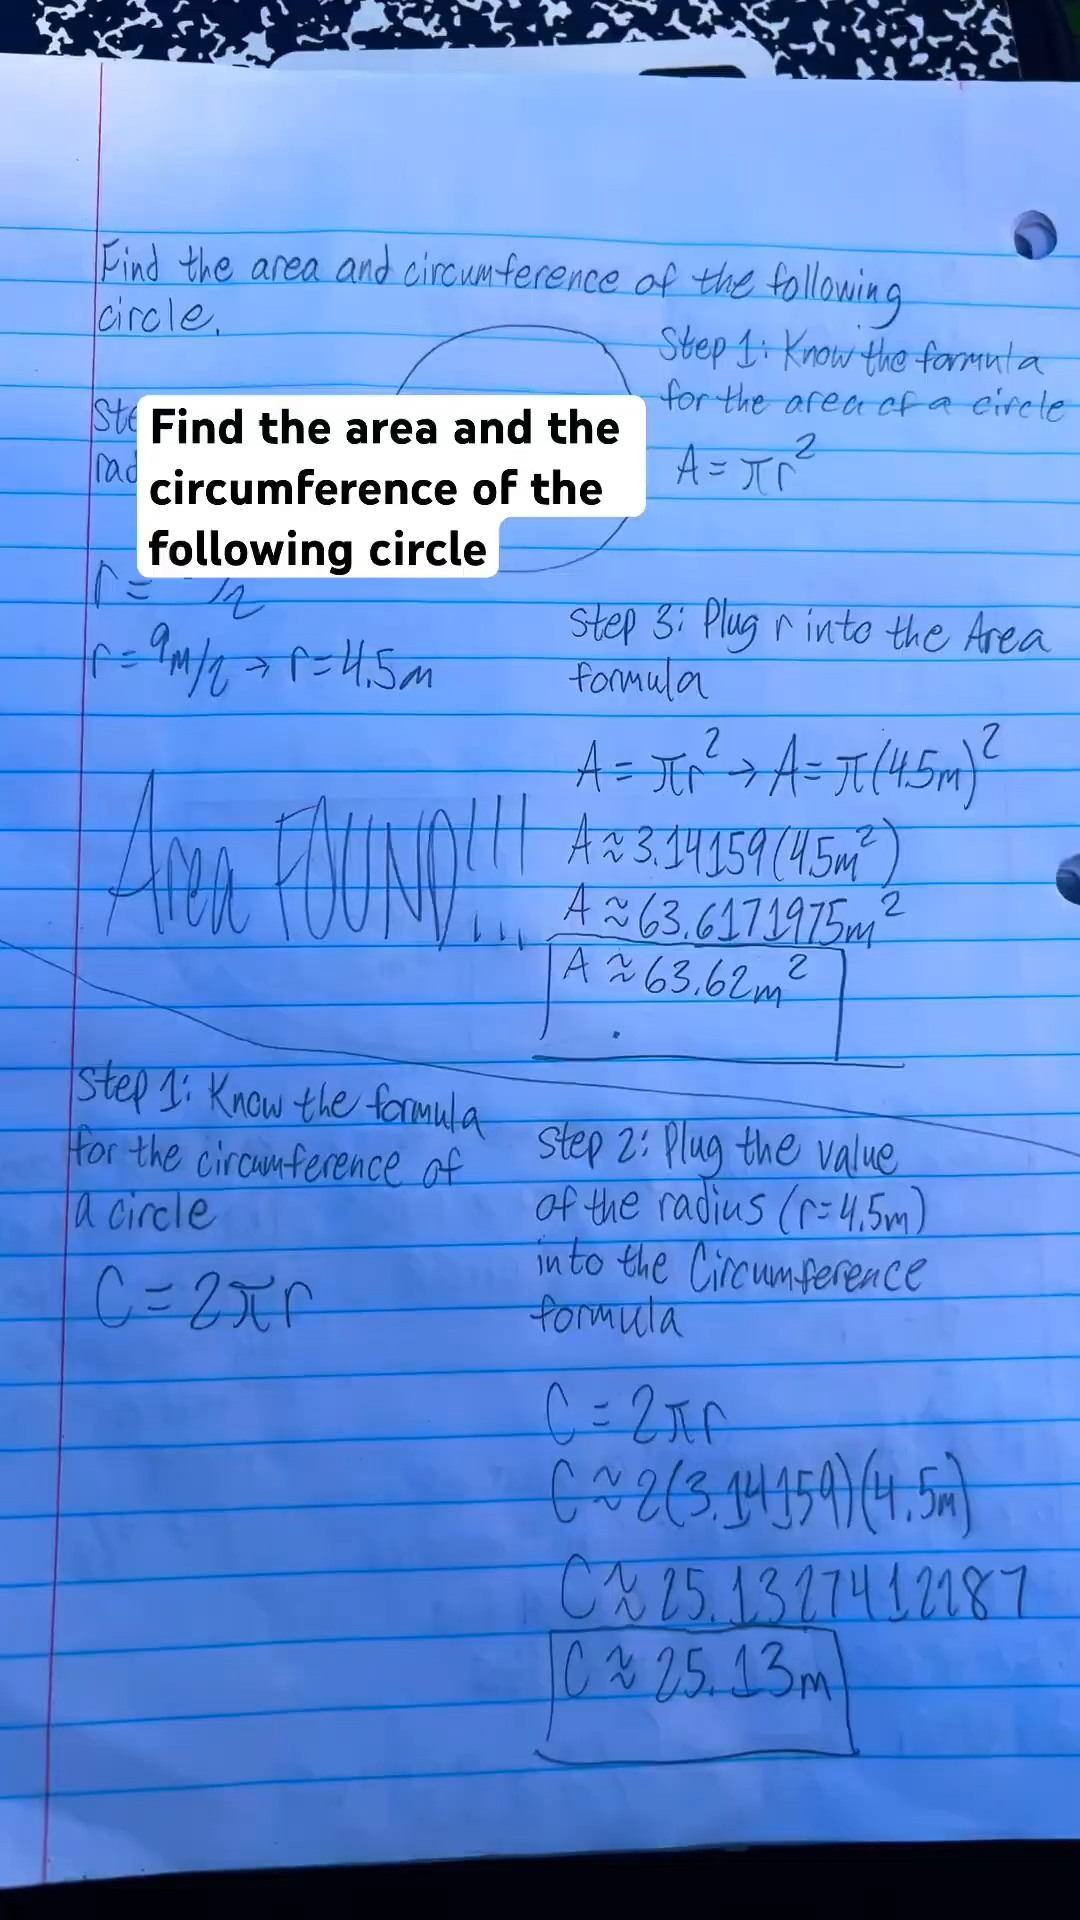 Find the area and circumference of the following
circle.
Step 1: Know the formula
for the area of a circle
A = πr²
Find the area and the
circumference of the
following circle
r = /2
r = 9m/2 → r = 4.5m
Step 3: Plug r into the Area
formula
A = πr² → A = π(4.5m)²
A ≈ 3.14159(4.5m²)
A ≈ 63.6171975m²
A ≈ 63.62m²
Area FOUND!!!
Step 1: Know the formula
for the circumference of
a circle
C = 2πr
Step 2: Plug the value
of the radius (r=4.5m)
into the Circumference
formula
C = 2πr
C ≈ 2(3.14159)(4.5m)
C ≈ 25.1327412287
C ≈ 25.13m